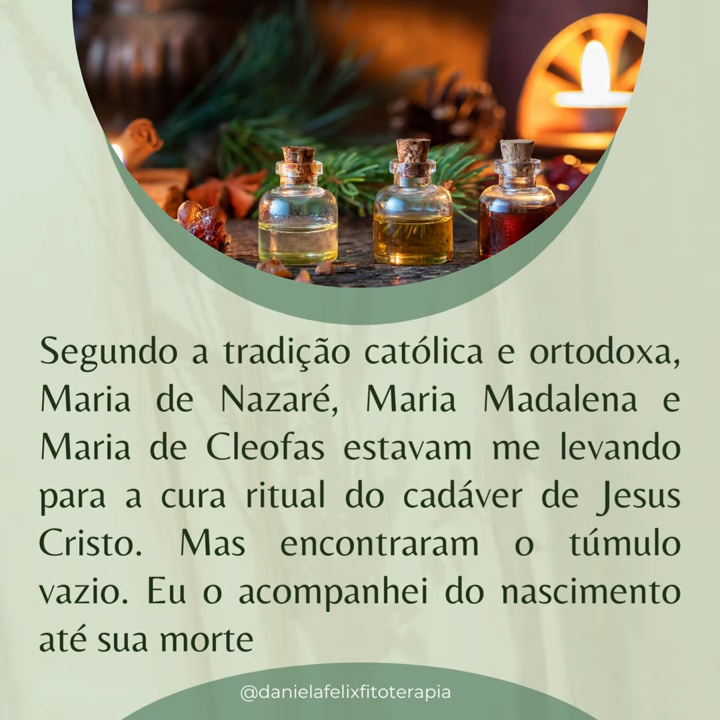 Segundo a tradição católica e ortodoxa,
Maria de Nazaré, Maria Madalena e
Maria de Cleofas estavam me levando
para a cura ritual do cadáver de Jesus
Cristo. Mas encontraram o túmulo
vazio. Eu o acompanhei do nascimento
até sua morte
@danielafelixfitoterapia